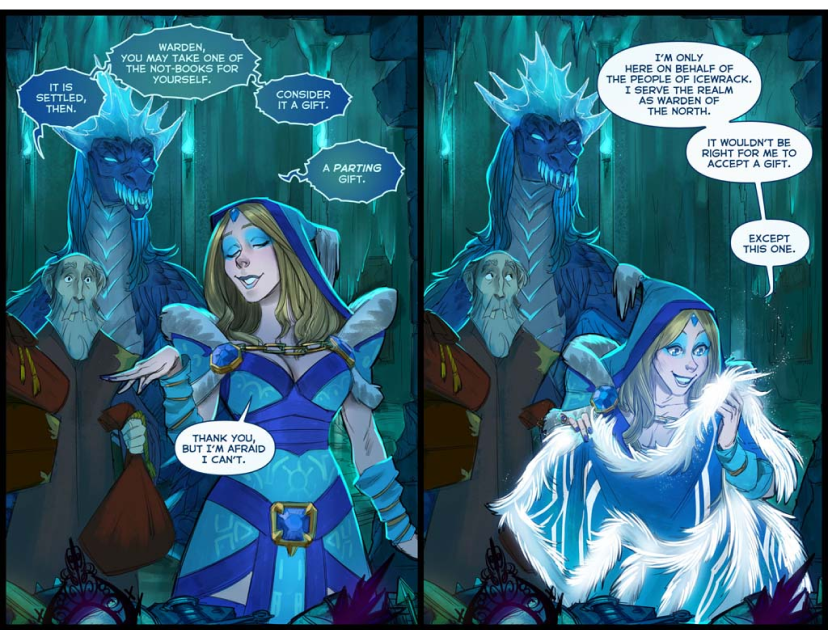 IT IS
SETTLED,
THEN.
WARDEN,
YOU MAY TAKE ONE OF
THE NOT-BOOKS FOR
YOURSELF.
CONSIDER
IT A GIFT.
A PARTING
GIFT.
THANK YOU,
BUT I'M AFRAID
I CAN'T.
I'M ONLY
HERE ON BEHALF OF
THE PEOPLE OF ICEWRACK.
I SERVE THE REALM
AS WARDEN OF
THE NORTH.
IT WOULDN'T BE
RIGHT FOR ME TO
ACCEPT A GIFT.
EXCEPT
THIS ONE.